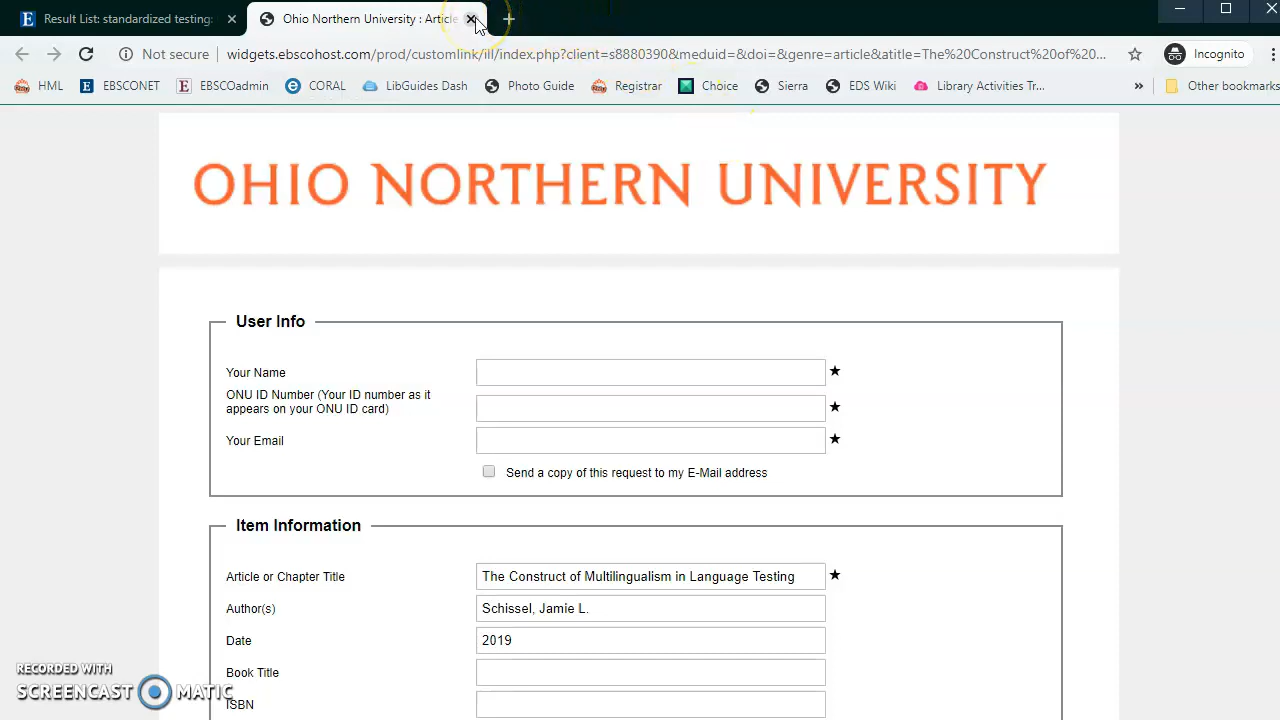 Result List: standardized testing:
Ohio Northern University : Article
Not secure
widgets.ebscohost.com/prod/customlink/ill/index.php?client=s8880390&meduid=&doi=&genre=article&atitle=The%20Construct%20of%20...
Incognito
HML
EBSCONET
EBSCOadmin
CORAL
LibGuides Dash
Photo Guide
Registrar
Choice
Sierra
EDS Wiki
Library Activities Tr...
»
Other bookmarks
OHIO NORTHERN UNIVERSITY
User Info
Your Name
ONU ID Number (Your ID number as it
appears on your ONU ID card)
Your Email
Send a copy of this request to my E-Mail address
Item Information
Article or Chapter Title
The Construct of Multilingualism in Language Testing
Author(s)
Schissel, Jamie L.
Date
2019
Book Title
ISBN
RECORDED WITH
SCREENCAST MATIC